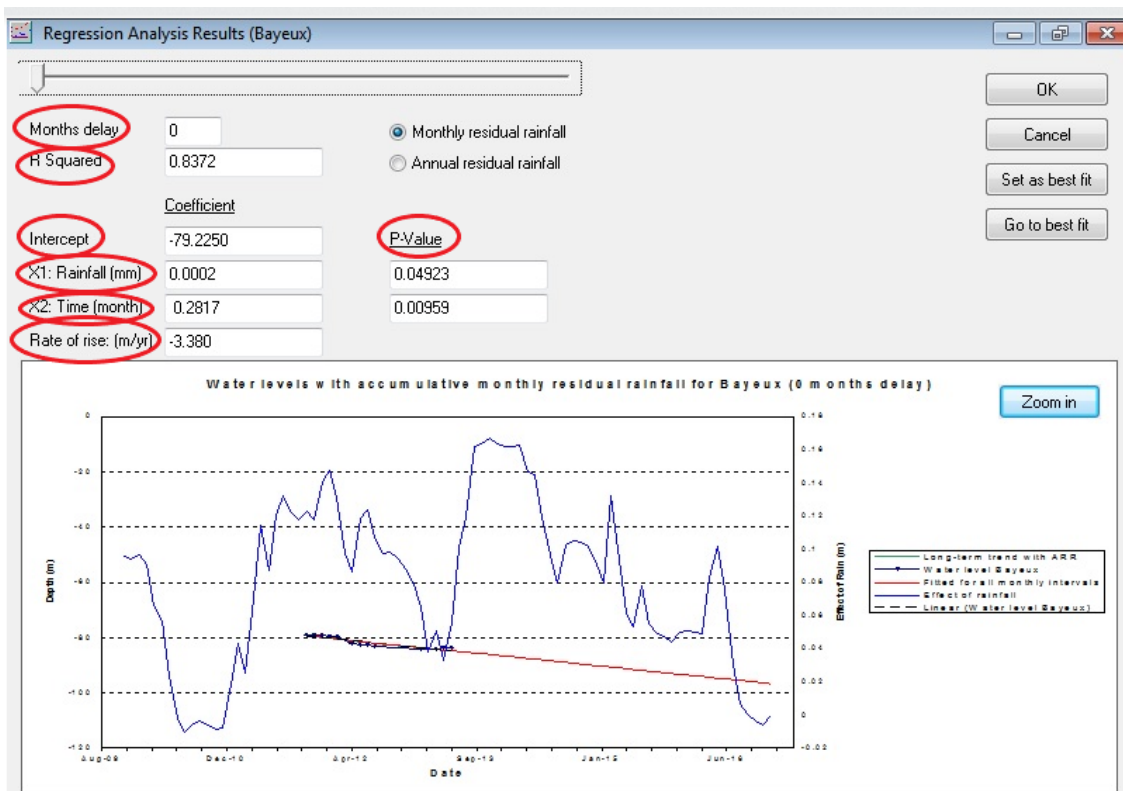 Regression Analysis Results (Bayeux)
OK
Months delay 0 Monthly residual rainfall
Cancel
R Squared 0.8372 Annual residual rainfall
Set as best fit
Coefficient
Go to best fit
Intercept -79.2250 P-Value
X1: Rainfall (mm) 0.0002 0.04923
X2: Time (month) 0.2817 0.00959
Rate of rise: (m/yr) -3.380
Water levels with accumulative monthly residual rainfall for Bayeux (0 months delay)
Zoom in
0 0.18
0.16
-20
0.14
0.12
-40
0.1
Depth (m)
-60
0.08
Effect of Rain (m)
Long-term trend with ARR
Water level Bayeux
Fitted for all monthly intervals
Effect of rainfall
Linear (Water level Bayeux)
0.06
-80
0.04
-100
0.02
0
-120 -0.02
Aug-09 Dec-10 Apr-12 Sep-13 Jan-15 Jun-16
Date